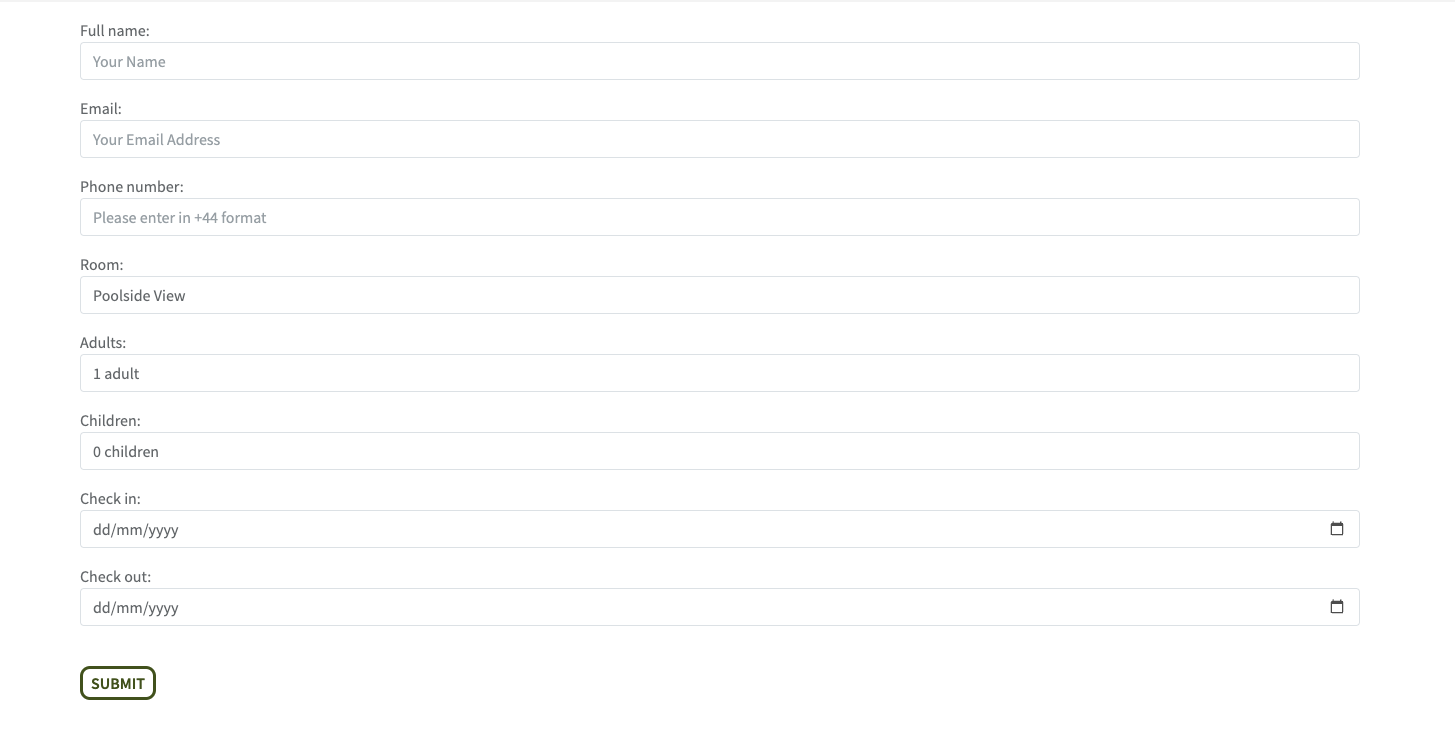 Full name:
Your Name
Email:
Your Email Address
Phone number:
Please enter in +44 format
Room:
Poolside View
Adults:
1 adult
Children:
0 children
Check in:
dd/mm/yyyy
Check out:
dd/mm/yyyy
SUBMIT